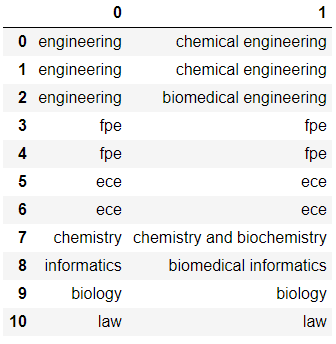 0 1
0 engineering chemical engineering
1 engineering chemical engineering
2 engineering biomedical engineering
3 fpe fpe
4 fpe fpe
5 ece ece
6 ece ece
7 chemistry chemistry and biochemistry
8 informatics biomedical informatics
9 biology biology
10 law law